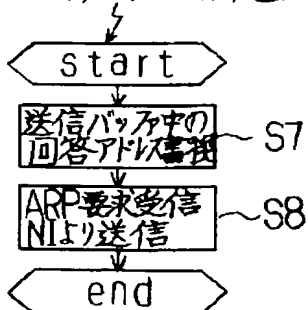 start
送信バッファ中の
回答アドレス書換
S7
ARP要求受信
NIより送信
S8
end